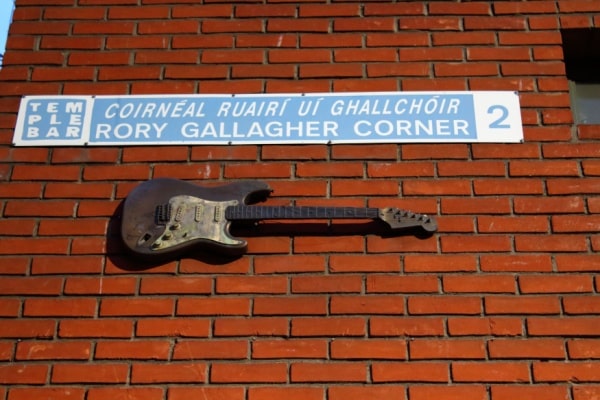 TEM
PLE
BAR
COIRNÉAL RUAIRÍ UÍ GHALLCHÓIR
RORY GALLAGHER CORNER
2